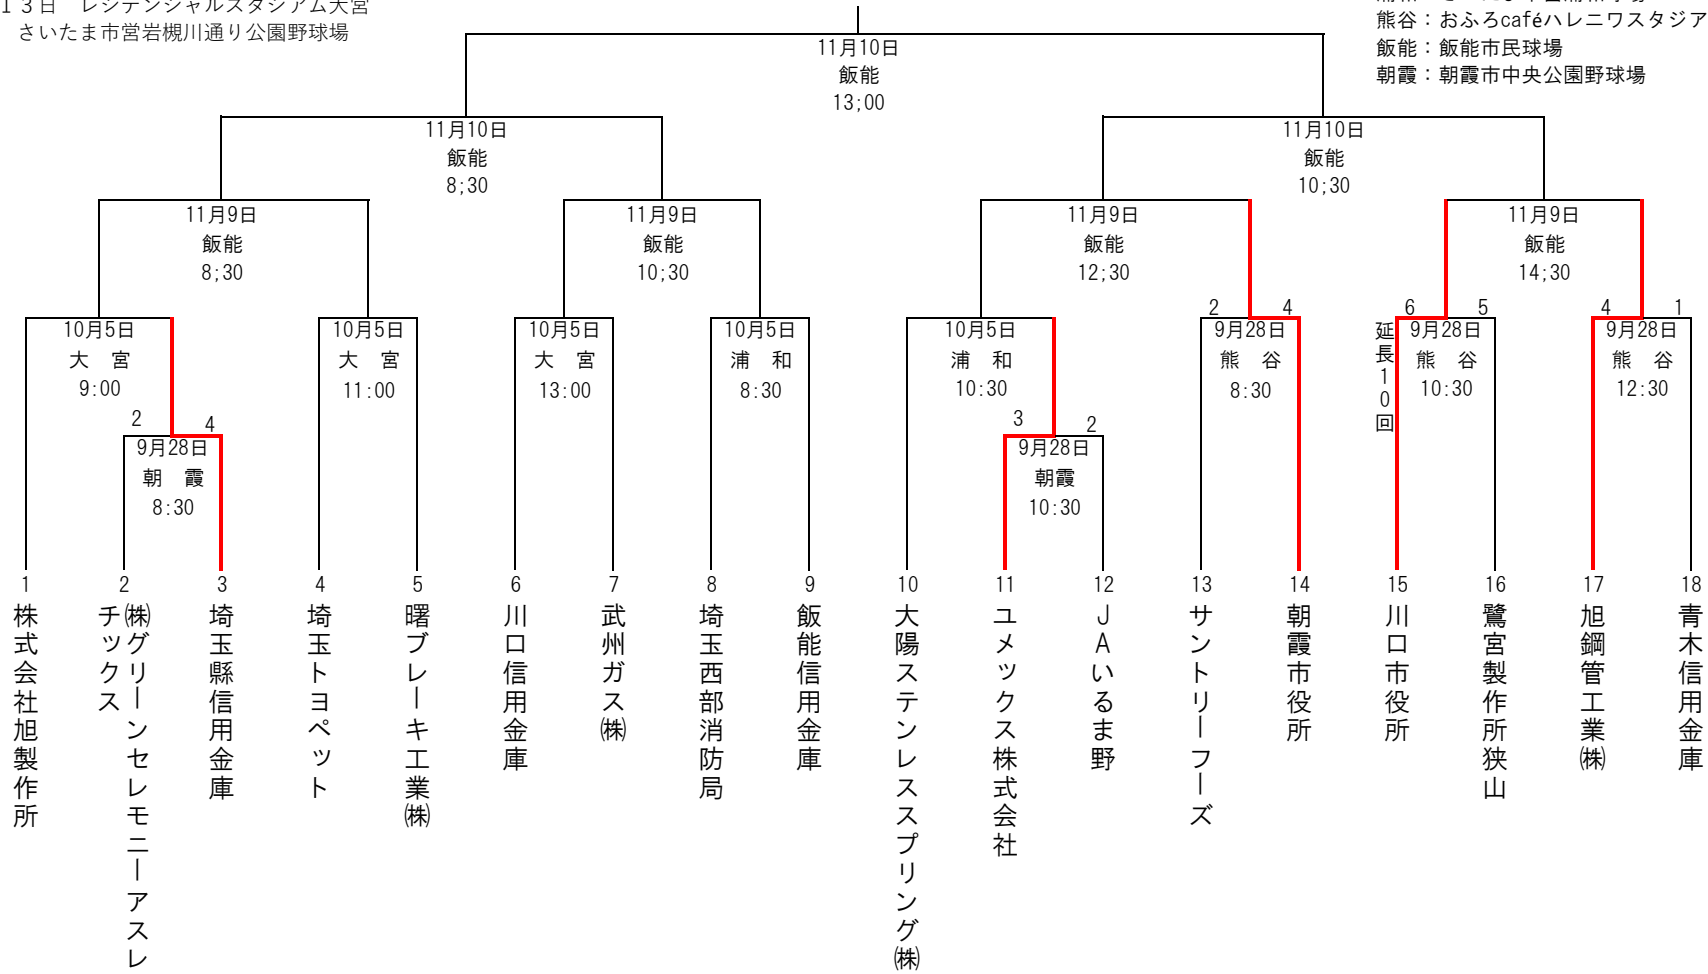 13日　レジデンシャルスタジアム大宮
さいたま市営岩槻川通り公園野球場
熊谷：おふろcaféハレニワスタジア
飯能：飯能市民球場
朝霞：朝霞市中央公園野球場
11月10日
飯能
13;00
11月10日
飯能
8;30
11月10日
飯能
10;30
11月9日
飯能
8;30
11月9日
飯能
10;30
11月9日
飯能
12;30
11月9日
飯能
14;30
10月5日
大　宮
9:00
10月5日
大　宮
11:00
10月5日
大　宮
13:00
10月5日
浦　和
8:30
10月5日
浦　和
10:30
2 4
9月28日
熊　谷
8:30
6 5
延長10回
9月28日
熊　谷
10:30
4 1
9月28日
熊　谷
12:30
2 4
9月28日
朝　霞
8:30
3 2
9月28日
朝霞
10:30
1
株式会社旭製作所
2
㈱グリーンセレモニーアスレ
チックス
3
埼玉縣信用金庫
4
埼玉トヨペット
5
曙ブレーキ工業㈱
6
川口信用金庫
7
武州ガス㈱
8
埼玉西部消防局
9
飯能信用金庫
10
大陽ステンレススプリング㈱
11
ユメックス株式会社
12
JAいるま野
13
サントリーフーズ
14
朝霞市役所
15
川口市役所
16
鷺宮製作所狭山
17
旭鋼管工業㈱
18
青木信用金庫